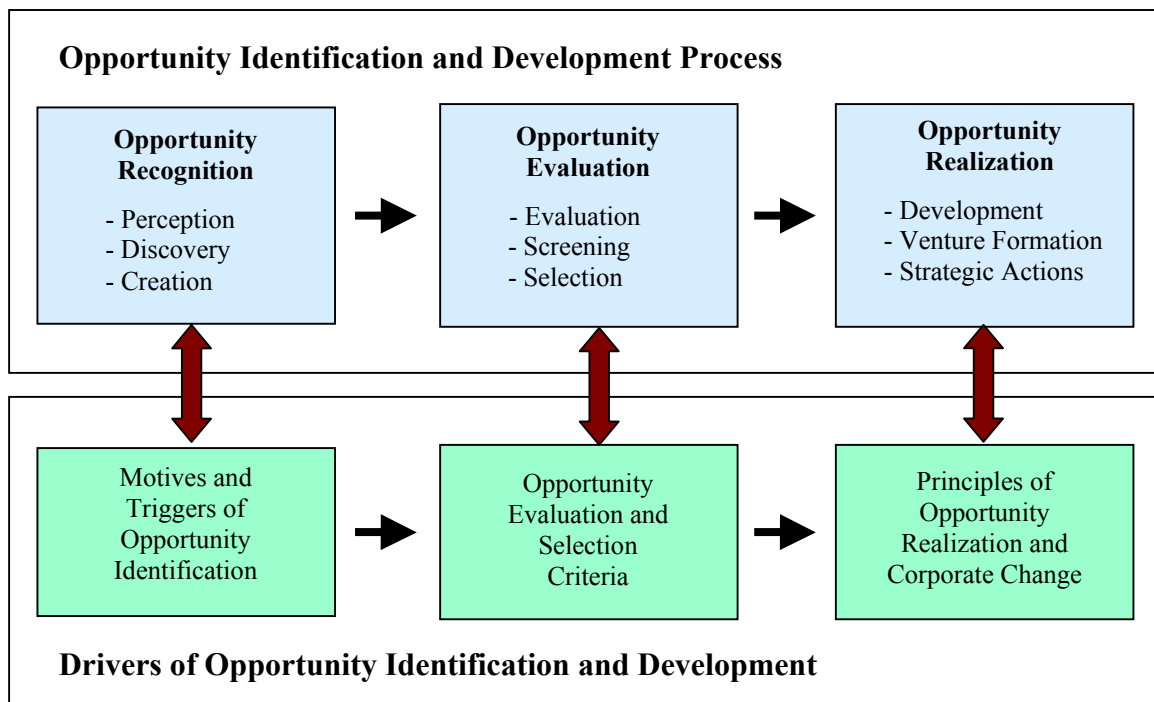 Opportunity Identification and Development Process
Opportunity
Recognition
- Perception
- Discovery
- Creation
Opportunity
Evaluation
- Evaluation
- Screening
- Selection
Opportunity
Realization
- Development
- Venture Formation
- Strategic Actions
Motives and
Triggers of
Opportunity
Identification
Opportunity
Evaluation and
Selection
Criteria
Principles of
Opportunity
Realization and
Corporate Change
Drivers of Opportunity Identification and Development